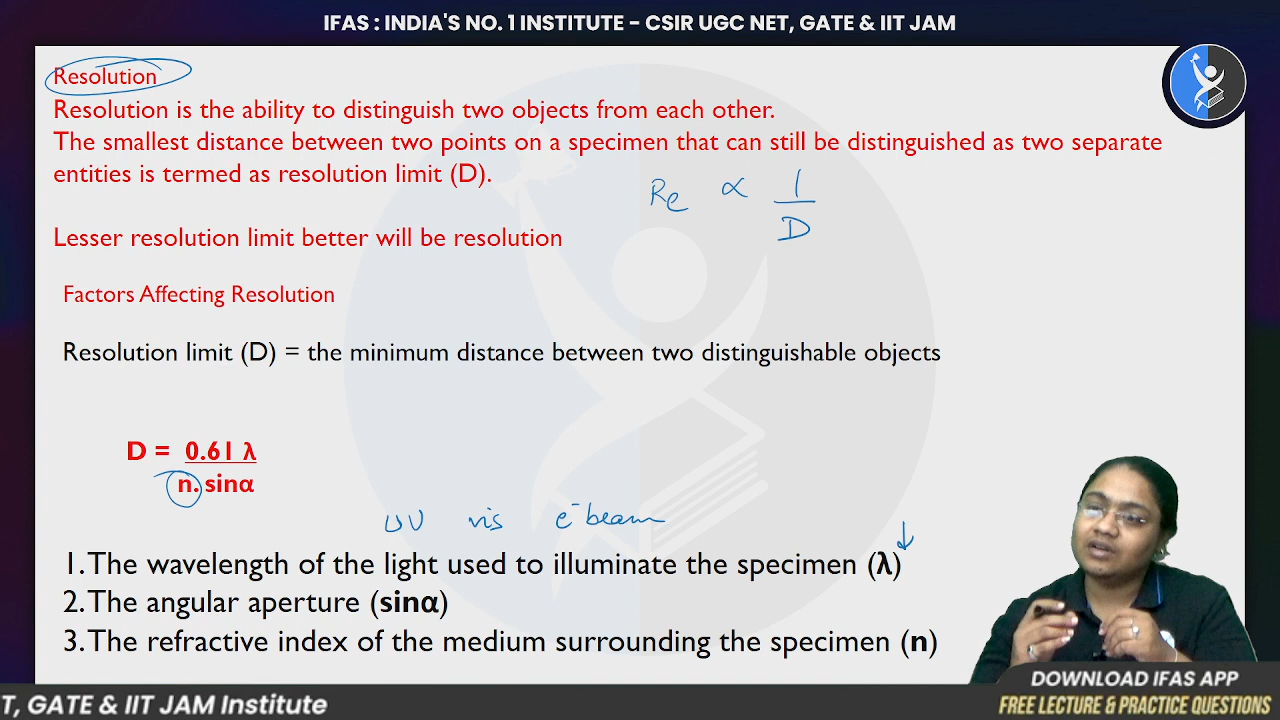 IFAS : INDIA'S NO. 1 INSTITUTE – CSIR UGC NET, GATE & IIT JAM
Resolution
Resolution is the ability to distinguish two objects from each other.
The smallest distance between two points on a specimen that can still be distinguished as two separate
entities is termed as resolution limit (D).
Re ∝ 1/D
Lesser resolution limit better will be resolution
Factors Affecting Resolution
Resolution limit (D) = the minimum distance between two distinguishable objects
D = 0.61 λ
n. sinα
UV vis e⁻ beam
1.The wavelength of the light used to illuminate the specimen (λ) ↓
2.The angular aperture (sinα)
3.The refractive index of the medium surrounding the specimen (n)
DOWNLOAD IFAS APP
FREE LECTURE & PRACTICE QUESTIONS
T, GATE & IIT JAM Institute